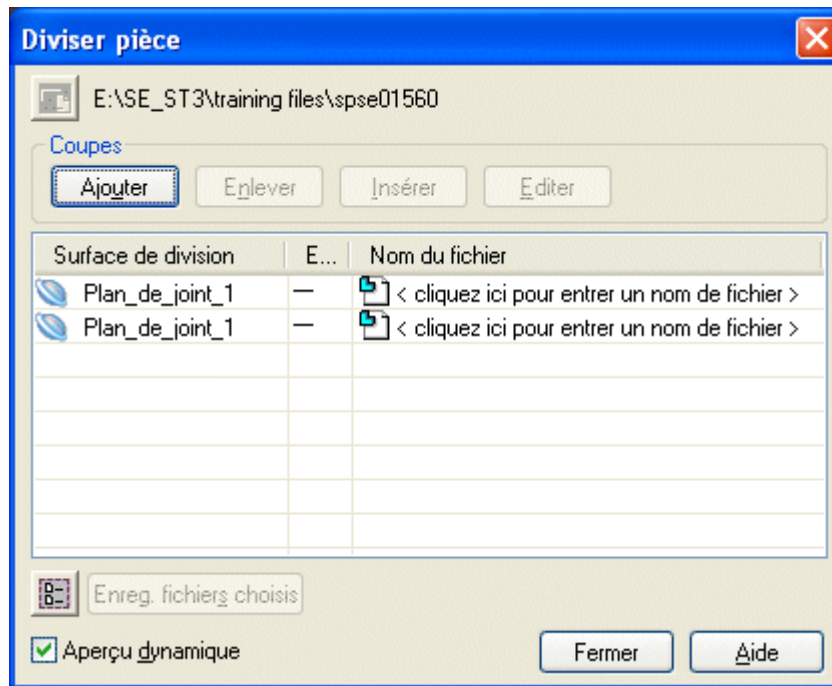 Diviser pièce
E:\SE_ST3\training files\spse01560
Coupes
Ajouter Enlever Insérer Editer
Surface de division E... Nom du fichier
Plan_de_joint_1 — < cliquez ici pour entrer un nom de fichier >
Plan_de_joint_1 — < cliquez ici pour entrer un nom de fichier >
Enreg. fichiers choisis
Aperçu dynamique Fermer Aide